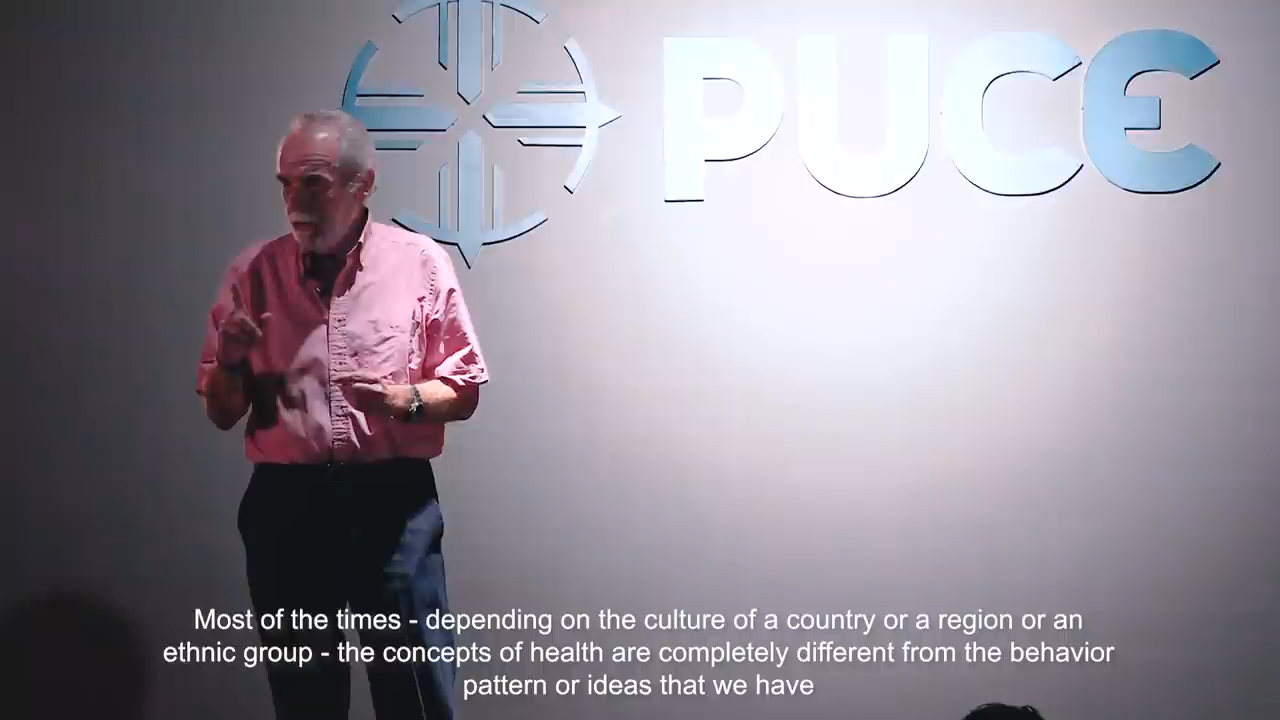 PUCE
Most of the times - depending on the culture of a country or a region or an
ethnic group - the concepts of health are completely different from the behavior
pattern or ideas that we have